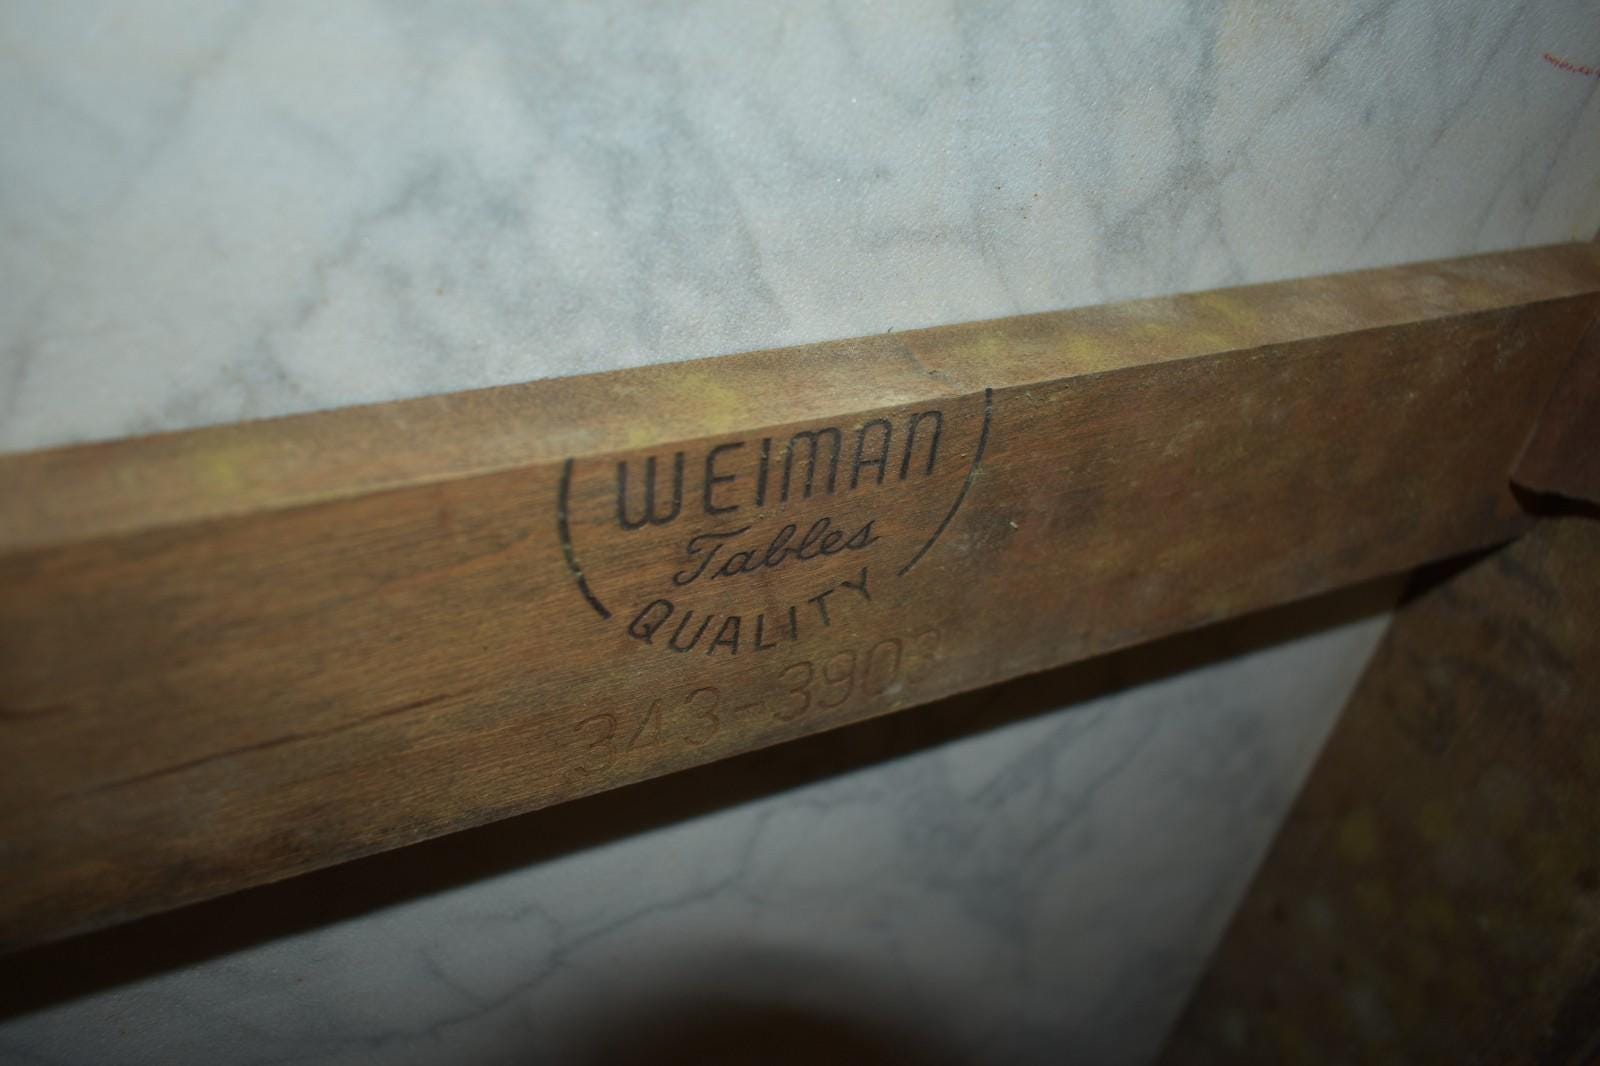 WEIMAN
Tables
QUALITY
343-3903